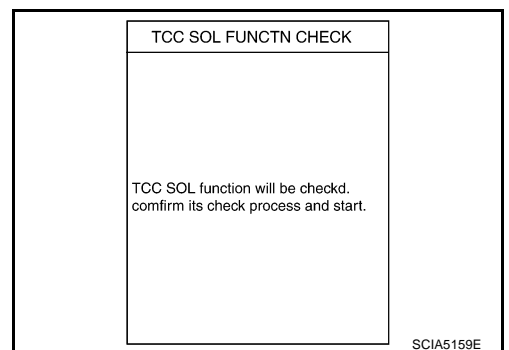 TCC SOL FUNCTN CHECK
TCC SOL function will be checkd.
comfirm its check process and start.
SCIA5159E